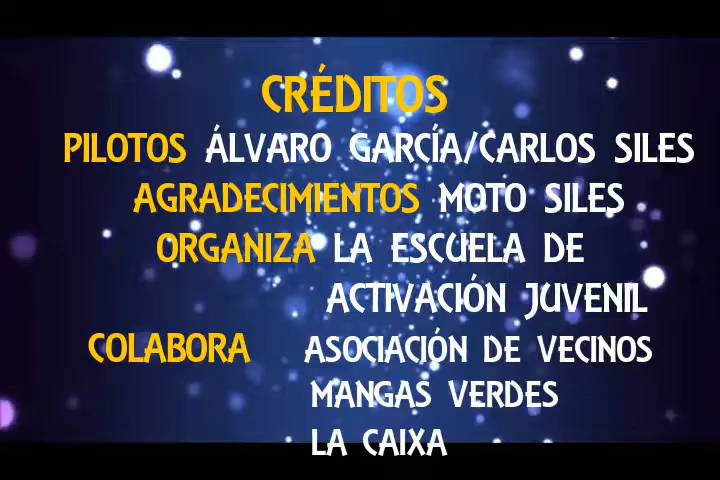 CRÉDITOS
PILOTOS ÁLVARO GARCÍA/CARLOS SILES
AGRADECIMIENTOS MOTO SILES
ORGANIZA LA ESCUELA DE
ACTIVACIÓN JUVENIL
COLABORA ASOCIACIÓN DE VECINOS
MANGAS VERDES
LA CAIXA